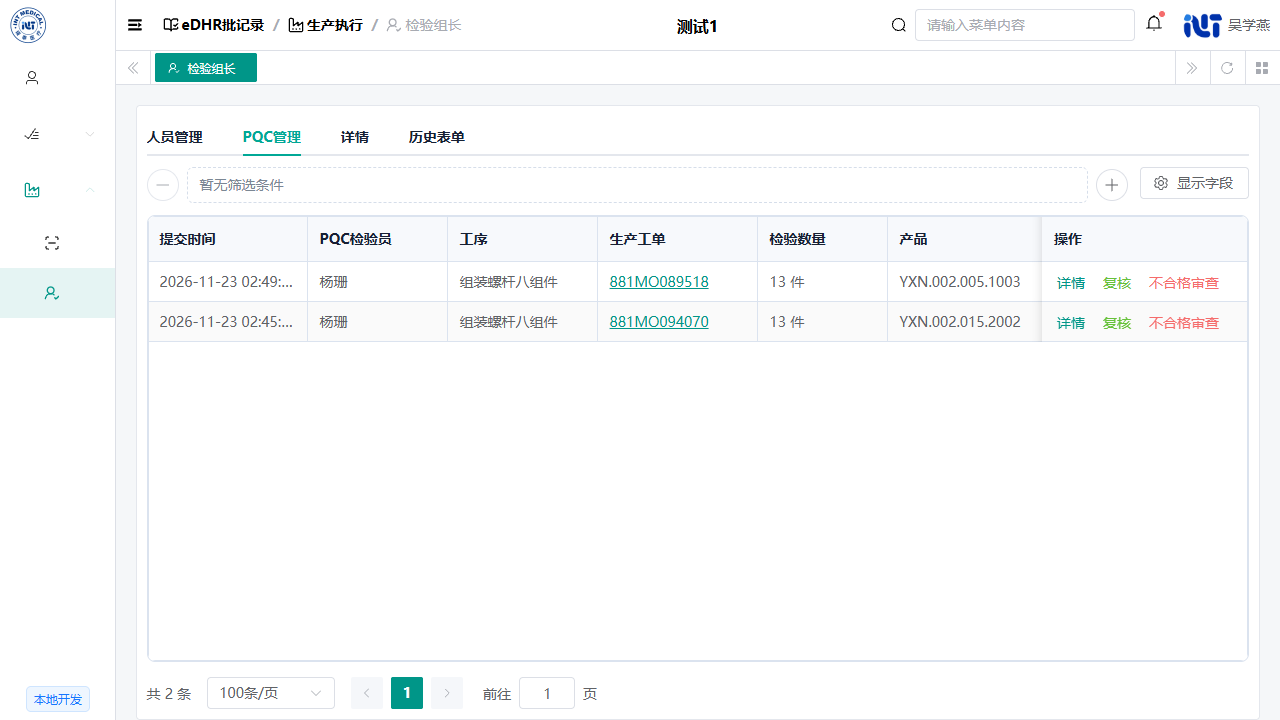 eDHR批记录 / 生产执行 / 检验组长
测试1
请输入菜单内容
吴学燕
检验组长
人员管理
PQC管理
详情
历史表单
暂无筛选条件
显示字段
提交时间 PQC检验员 工序 生产工单 检验数量 产品 操作
2026-11-23 02:49:... 杨珊 组装螺杆八组件 881MO089518 13 件 YXN.002.005.1003 详情 复核 不合格审查
2026-11-23 02:45:... 杨珊 组装螺杆八组件 881MO094070 13 件 YXN.002.015.2002 详情 复核 不合格审查
共 2 条 100条/页 1 前往 1 页
本地开发